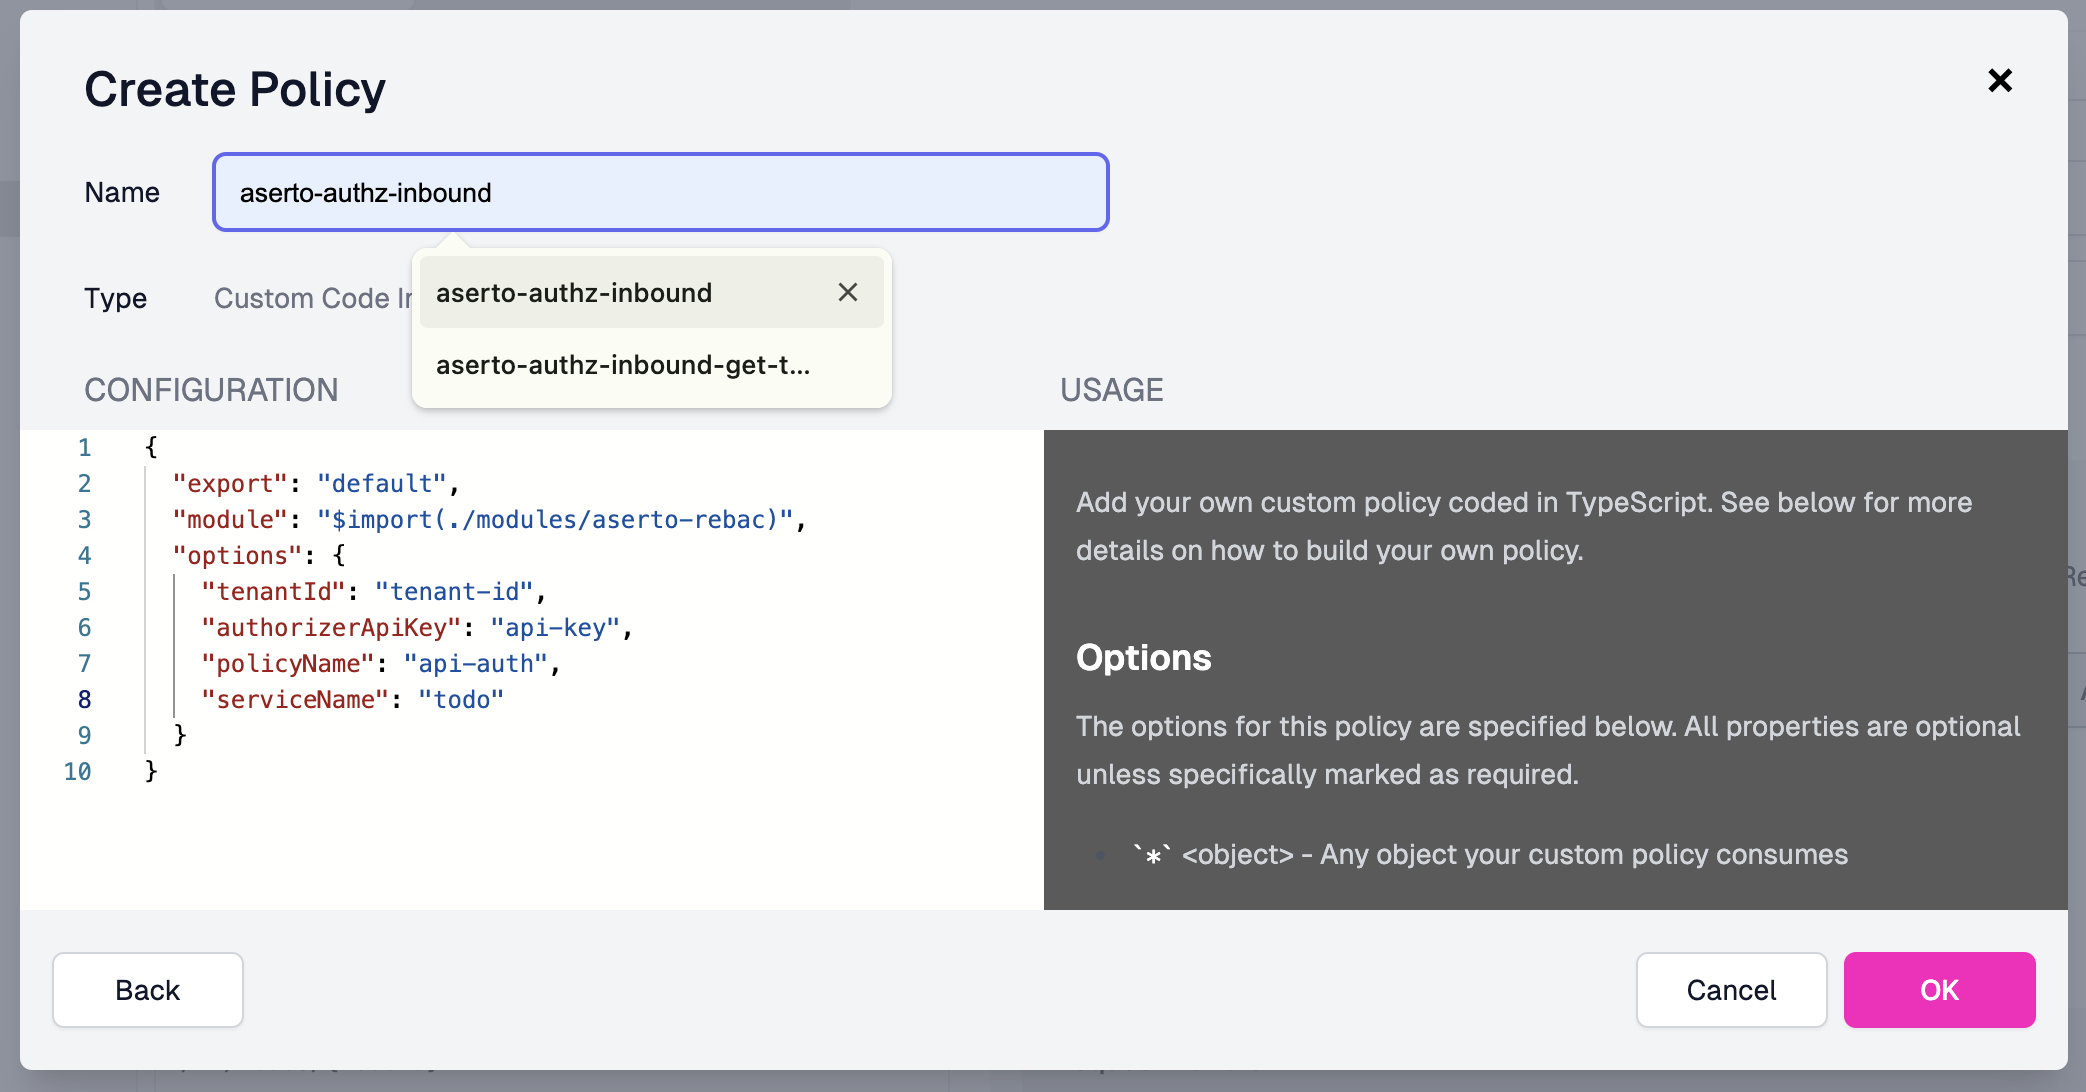 Create Policy
Name
aserto-authz-inbound
aserto-authz-inbound
aserto-authz-inbound-get-t...
Type
Custom Code
CONFIGURATION
1 {
2 "export": "default",
3 "module": "$import(./modules/aserto-rebac)",
4 "options": {
5 "tenantId": "tenant-id",
6 "authorizerApiKey": "api-key",
7 "policyName": "api-auth",
8 "serviceName": "todo"
9 }
10 }
USAGE
Add your own custom policy coded in TypeScript. See below for more
details on how to build your own policy.
Options
The options for this policy are specified below. All properties are optional
unless specifically marked as required.
• `*` <object> - Any object your custom policy consumes
Back
Cancel
OK